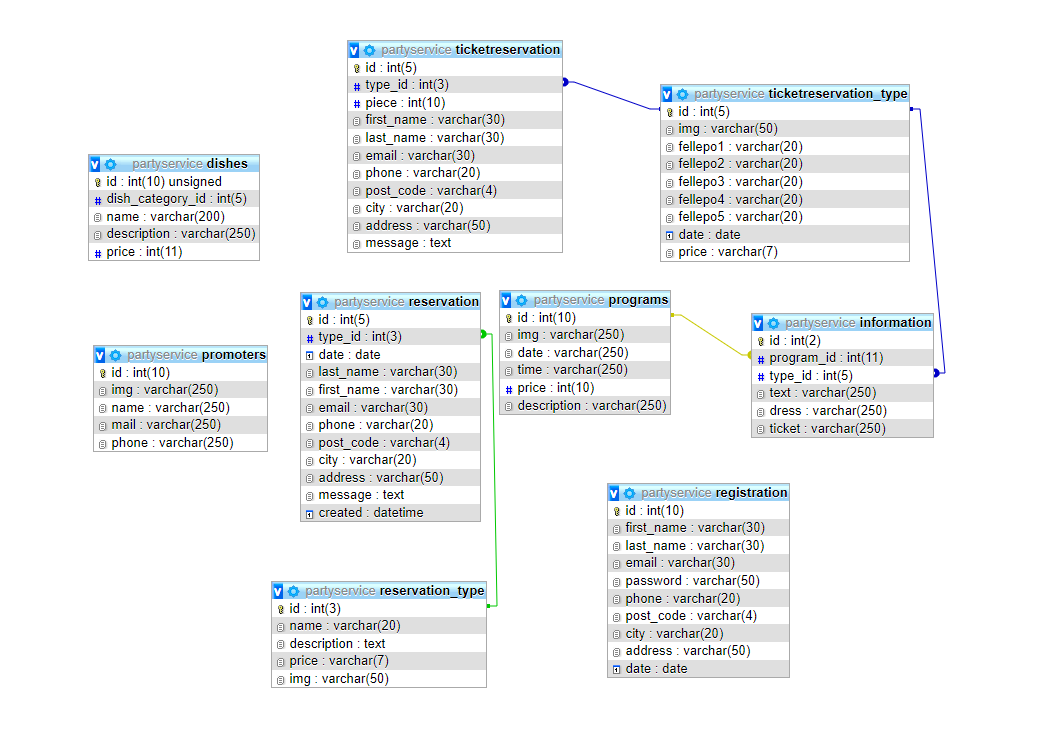 partyservice ticketreservation
id : int(5)
type_id : int(3)
piece : int(10)
first_name : varchar(30)
last_name : varchar(30)
email : varchar(30)
phone : varchar(20)
post_code : varchar(4)
city : varchar(20)
address : varchar(50)
message : text
partyservice ticketreservation_type
id : int(5)
img : varchar(50)
fellepo1 : varchar(20)
fellepo2 : varchar(20)
fellepo3 : varchar(20)
fellepo4 : varchar(20)
fellepo5 : varchar(20)
date : date
price : varchar(7)
partyservice dishes
id : int(10) unsigned
dish_category_id : int(5)
name : varchar(200)
description : varchar(250)
price : int(11)
partyservice reservation
id : int(5)
type_id : int(3)
date : date
last_name : varchar(30)
first_name : varchar(30)
email : varchar(30)
phone : varchar(20)
post_code : varchar(4)
city : varchar(20)
address : varchar(50)
message : text
created : datetime
partyservice programs
id : int(10)
img : varchar(250)
date : varchar(250)
time : varchar(250)
price : int(10)
description : varchar(250)
partyservice information
id : int(2)
program_id : int(11)
type_id : int(5)
text : varchar(250)
dress : varchar(250)
ticket : varchar(250)
partyservice promoters
id : int(10)
img : varchar(250)
name : varchar(250)
mail : varchar(250)
phone : varchar(250)
partyservice registration
id : int(10)
first_name : varchar(30)
last_name : varchar(30)
email : varchar(30)
password : varchar(50)
phone : varchar(20)
post_code : varchar(4)
city : varchar(20)
address : varchar(50)
date : date
partyservice reservation_type
id : int(3)
name : varchar(20)
description : text
price : varchar(7)
img : varchar(50)